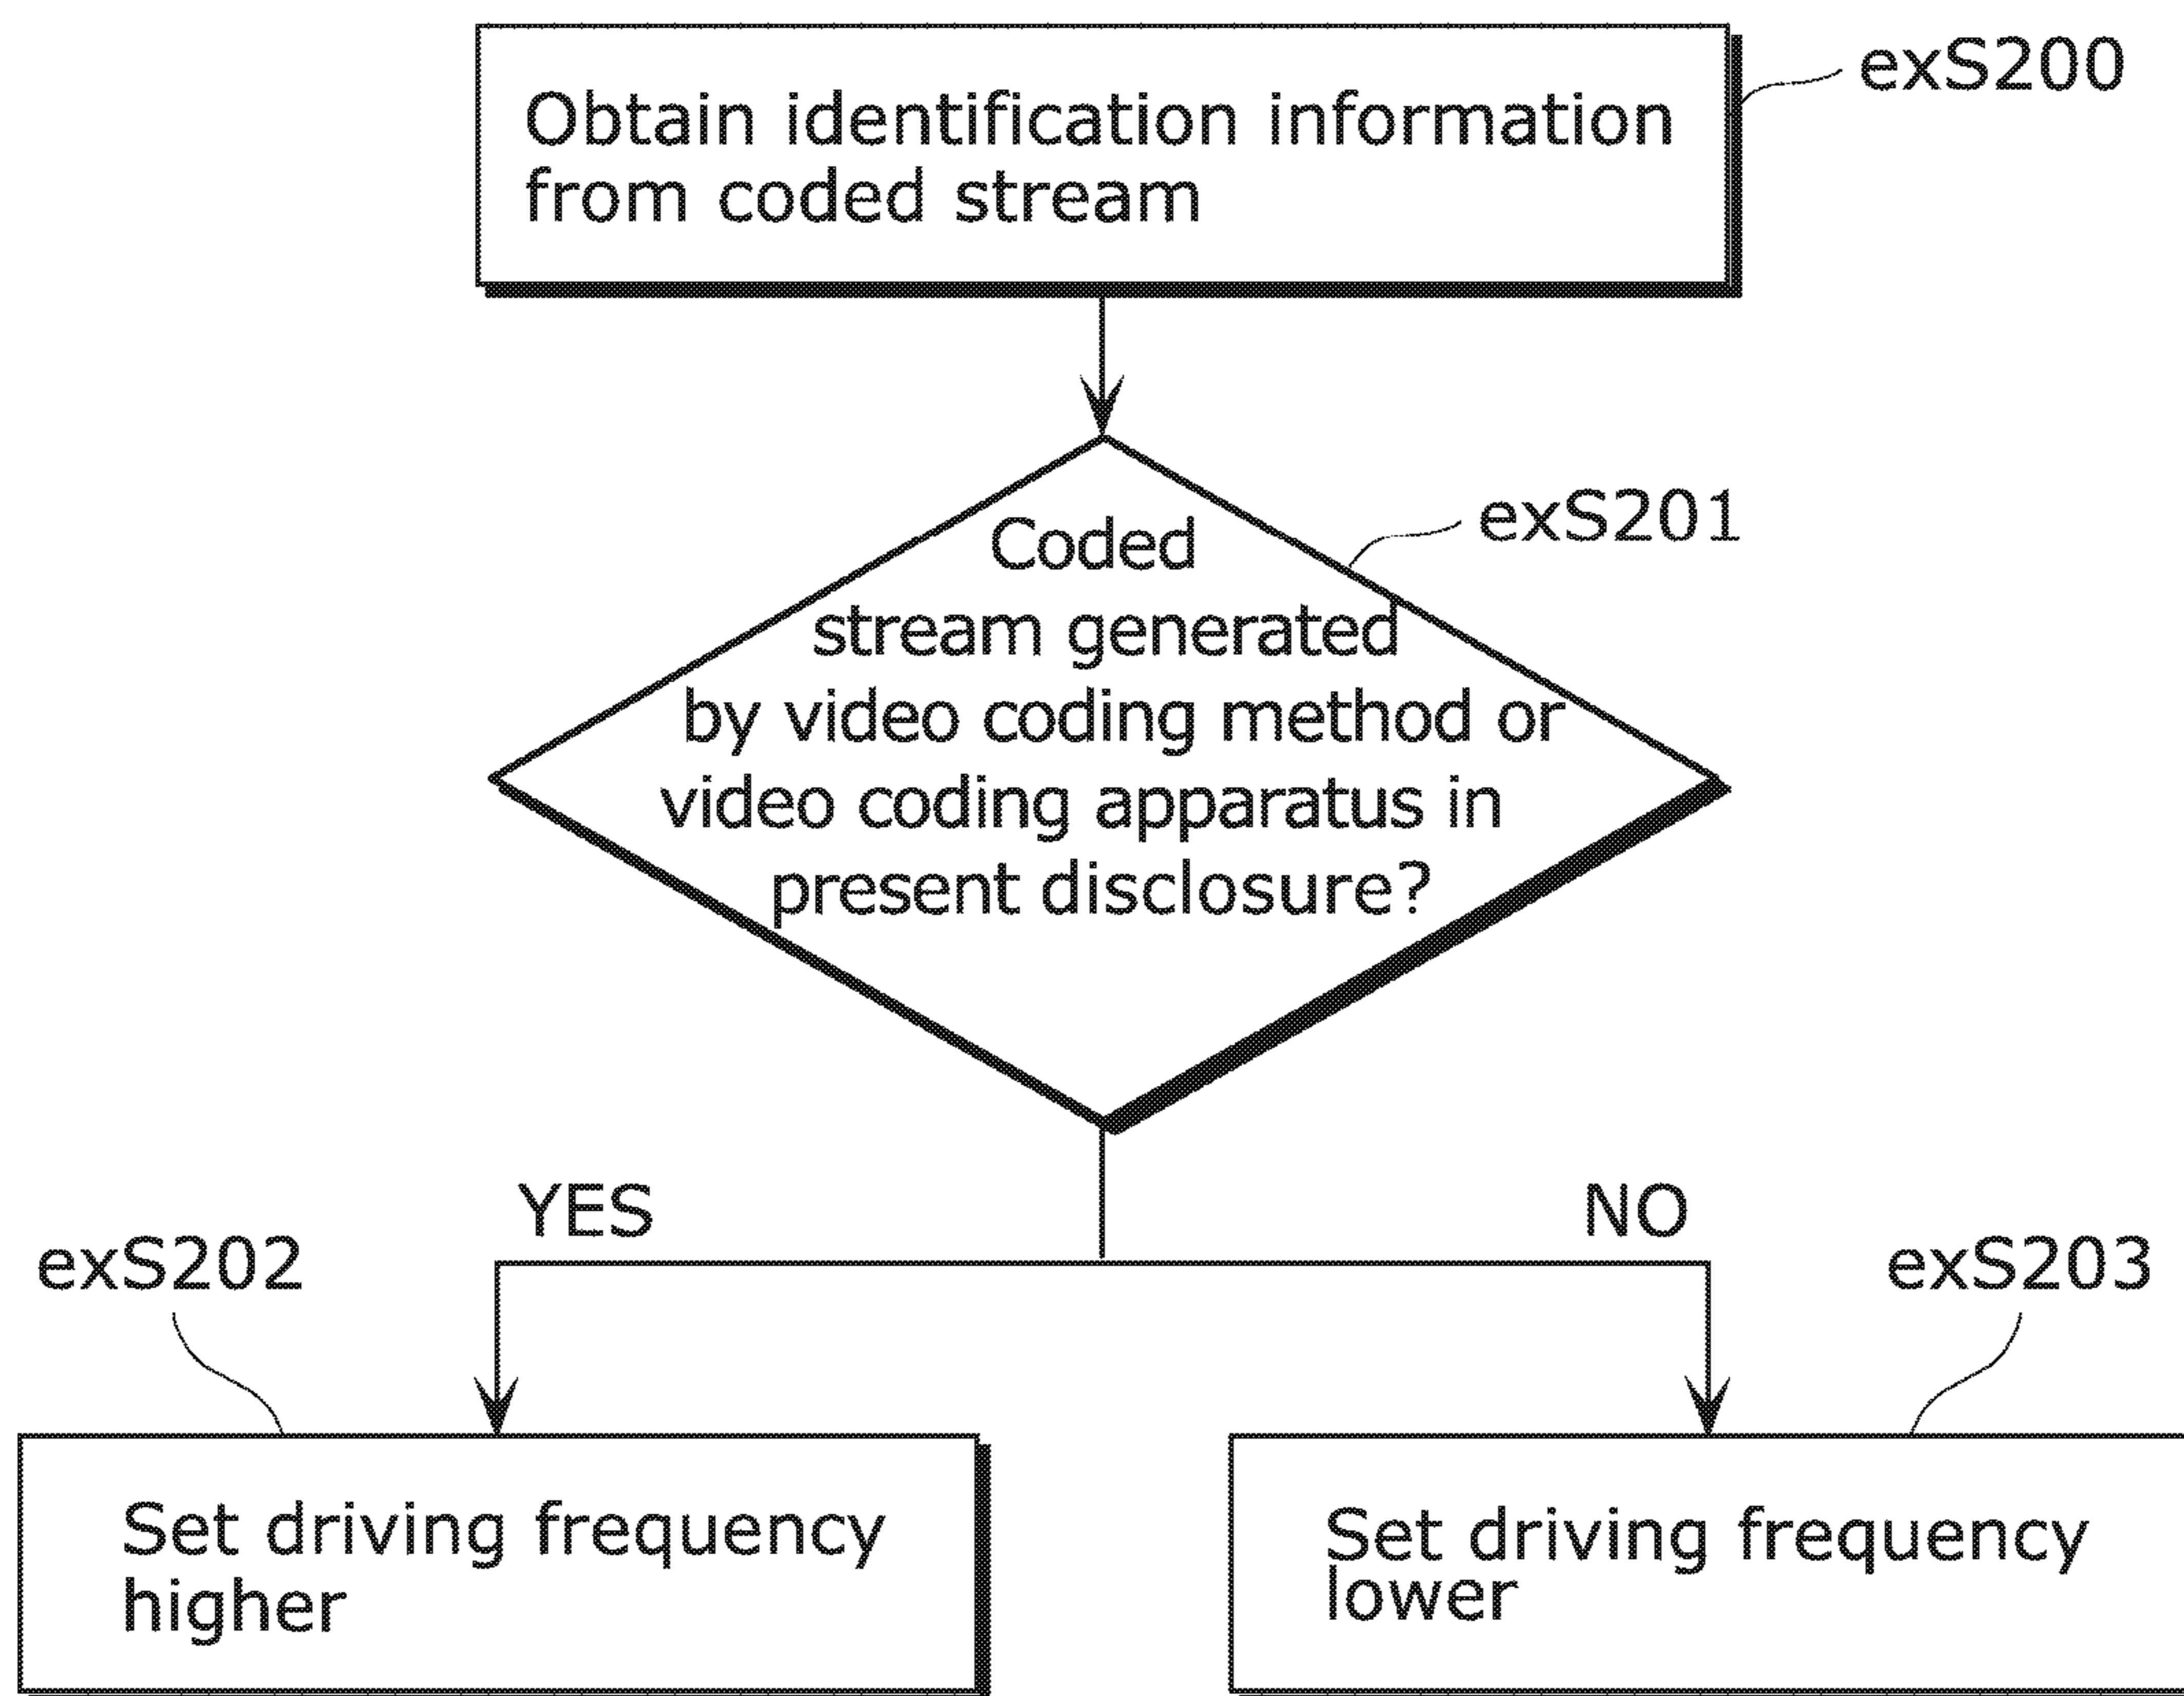 exS200
Obtain identification information
from coded stream
exS201
Coded
stream generated
by video coding method or
video coding apparatus in
present disclosure?
YES
NO
exS202
exS203
Set driving frequency
higher
Set driving frequency
lower